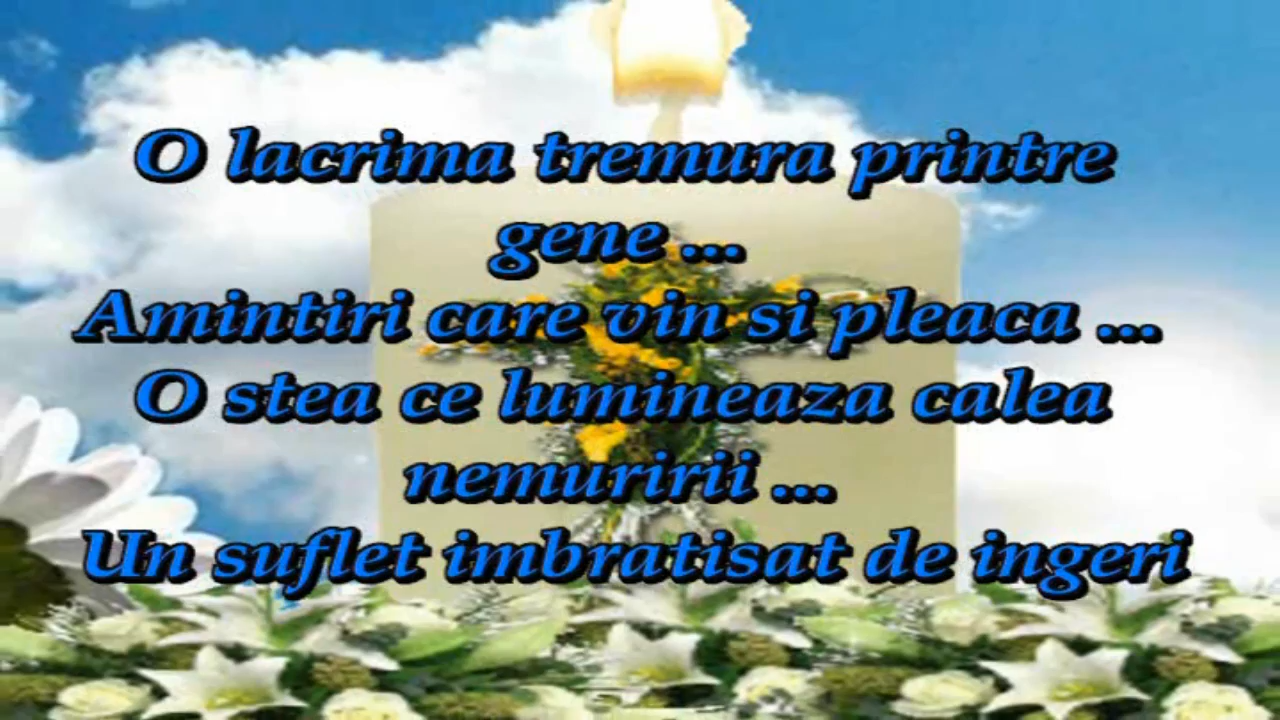 O lacrima tremura printre
gene ...
Amintiri care vin si pleaca ...
O stea ce lumineaza calea
nemuririi ...
Un suflet imbratisat de ingeri